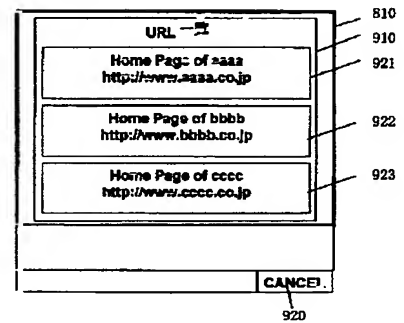 URL 一覧
810
910
Home Page of aaaa
http://www.aaaa.co.jp
921
Home Page of bbbb
http://www.bbbb.co.jp
922
Home Page of cccc
http://www.cccc.co.jp
923
CANCEL
920